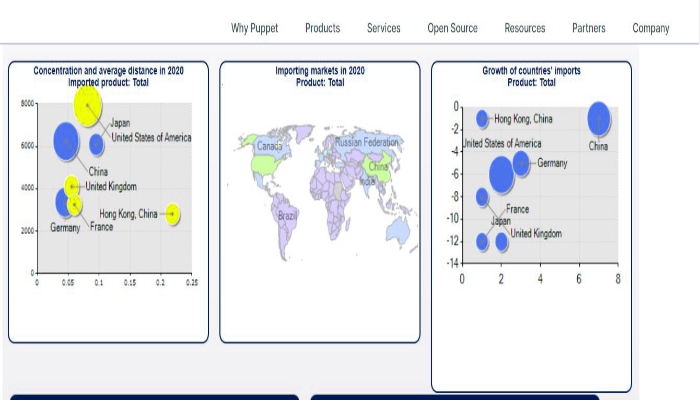 Why Puppet Products Services Open Source Resources Partners Company
Concentration and average distance in 2020
Imported product: Total
8000
6000
4000
2000
0
0 0.05 0.1 0.15 0.2 0.25
Japan
United States of America
China
United Kingdom
Hong Kong, China
Germany
France
Importing markets in 2020
Product: Total
Canada
Russian Federation
China
India
Brazil
Growth of countries' imports
Product: Total
0
-2
-4
-6
-8
-10
-12
-14
0 2 4 6 8
Hong Kong, China
China
United States of America
Germany
France
Japan
United Kingdom